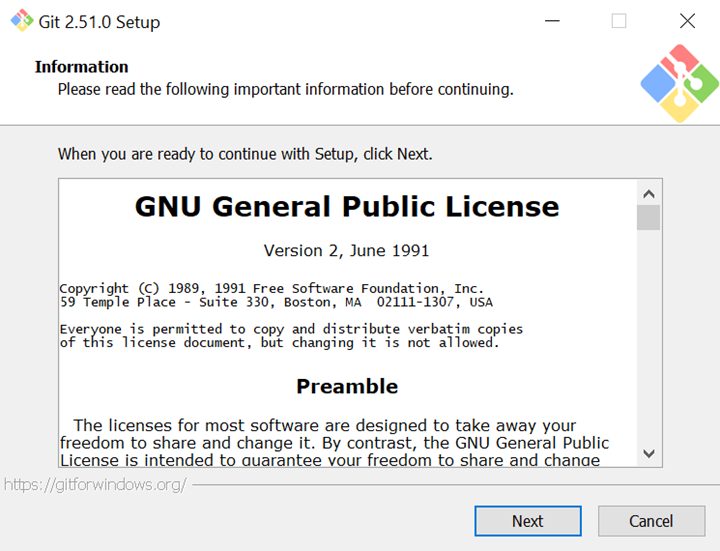 Git 2.51.0 Setup
Information
Please read the following important information before continuing.
When you are ready to continue with Setup, click Next.
GNU General Public License
Version 2, June 1991
Copyright (C) 1989, 1991 Free Software Foundation, Inc.
59 Temple Place - Suite 330, Boston, MA  02111-1307, USA
Everyone is permitted to copy and distribute verbatim copies
of this license document, but changing it is not allowed.
Preamble
The licenses for most software are designed to take away your
freedom to share and change it. By contrast, the GNU General Public
License is intended to guarantee your freedom to share and change
https://gitforwindows.org/
Next
Cancel